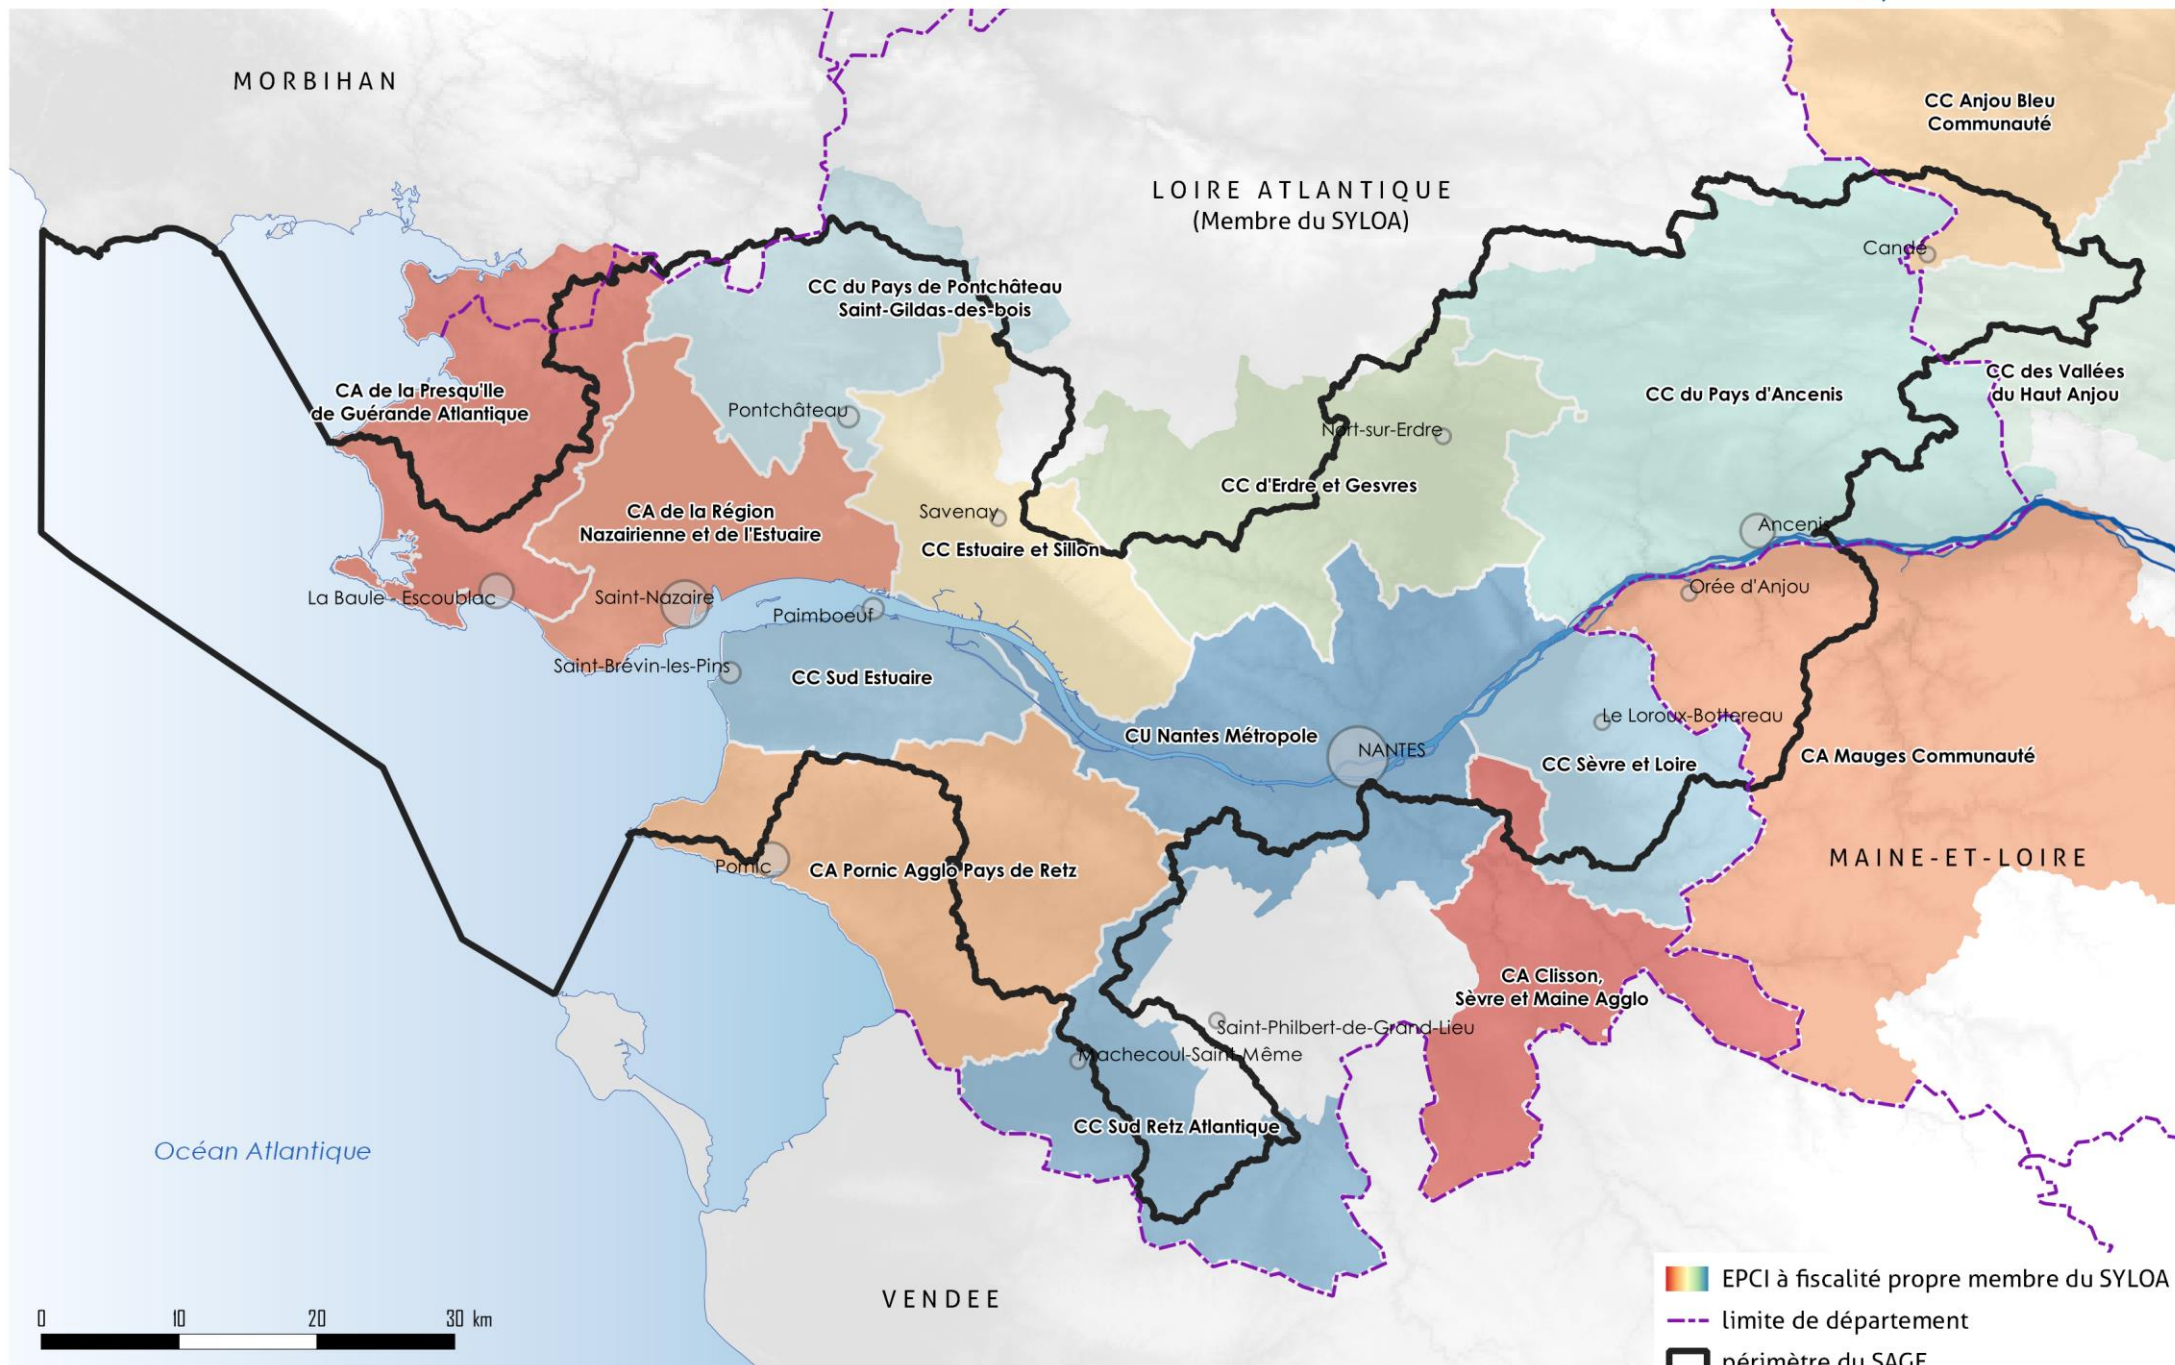 MORBIHAN
CC Anjou Bleu
Communauté
LOIRE ATLANTIQUE
(Membre du SYLOA)
Candé
CC du Pays de Pontchâteau
Saint-Gildas-des-bois
CA de la Presqu'Ile
de Guérande Atlantique
CC du Pays d'Ancenis
CC des Vallées
du Haut Anjou
Pontchâteau
Nort-sur-Erdre
CC d'Erdre et Gesvres
CA de la Région
Nazairienne et de l'Estuaire
Savenay
CC Estuaire et Sillon
Ancenis
Orée d'Anjou
La Baule - Escoublac
Saint-Nazaire
Paimboeuf
Saint-Brévin-les-Pins
CC Sud Estuaire
Le Loroux-Bottereau
CU Nantes Métropole
NANTES
CC Sèvre et Loire
CA Mauges Communauté
MAINE-ET-LOIRE
Pornic
CA Pornic Agglo Pays de Retz
CA Clisson,
Sèvre et Maine Agglo
Saint-Philbert-de-Grand-Lieu
Machecoul-Saint-Même
CC Sud Retz Atlantique
Océan Atlantique
VENDEE
0 10 20 30 km
EPCI à fiscalité propre membre du SYLOA
limite de département
périmètre du SAGE